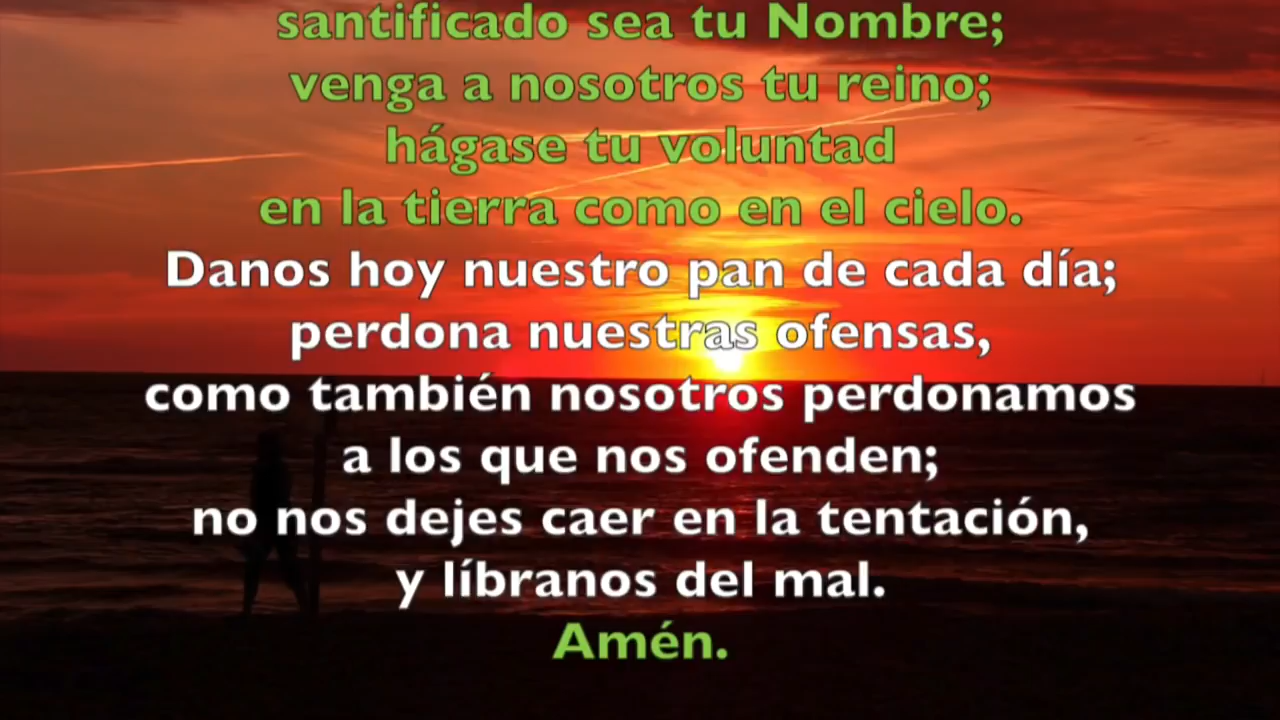 santificado sea tu Nombre;
venga a nosotros tu reino;
hágase tu voluntad
en la tierra como en el cielo.
Danos hoy nuestro pan de cada día;
perdona nuestras ofensas,
como también nosotros perdonamos
a los que nos ofenden;
no nos dejes caer en la tentación,
y líbranos del mal.
Amén.